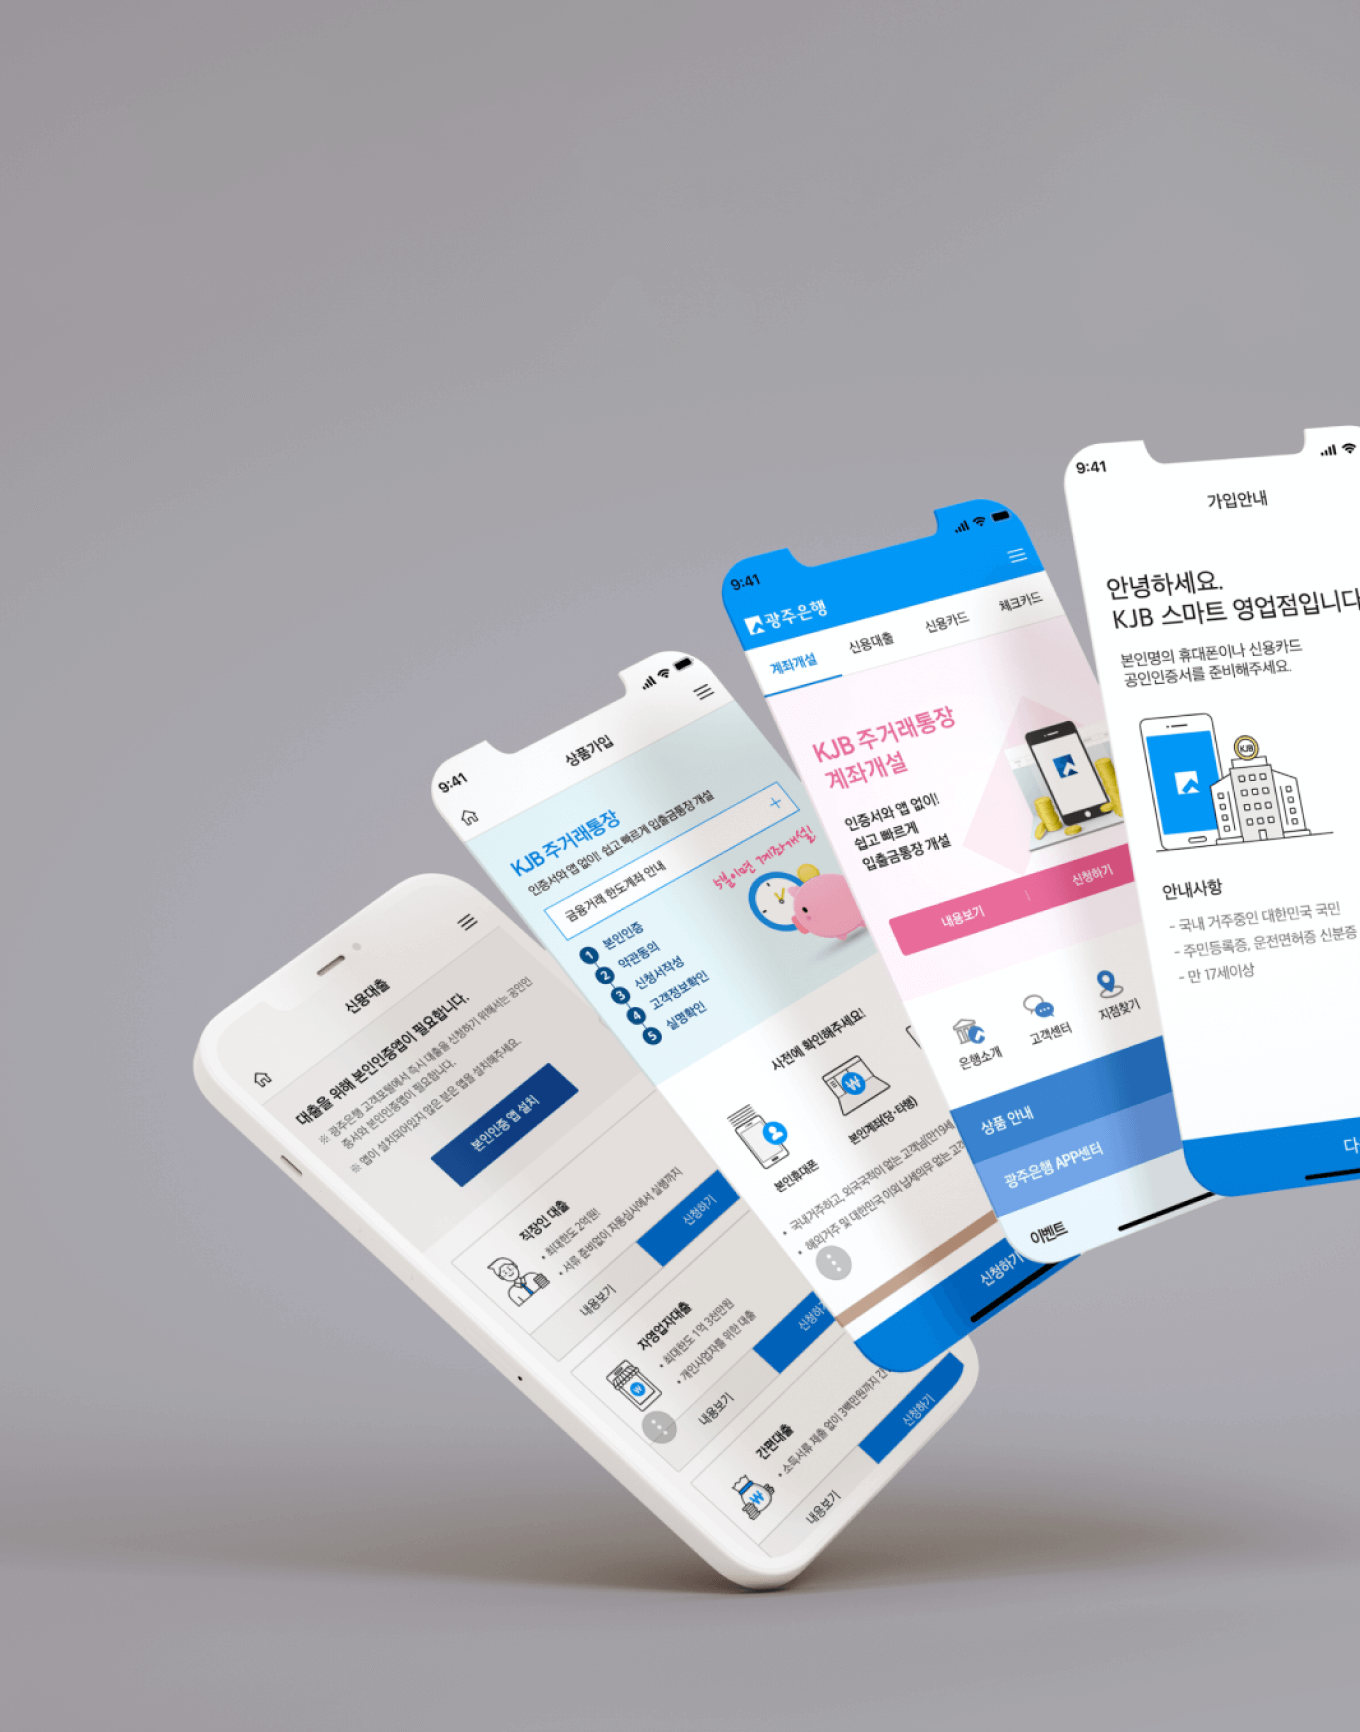 신용대출
대출을 위해 본인인증앱이 필요합니다.
※ 광주은행 고객포털에서 즉시 대출을 신청하기 위해서는 공인인
증서와 본인인증앱이 필요합니다.
※ 앱이 설치되어있지 않은 분은 앱을 설치해주세요.
본인인증 앱 설치
직장인 대출
• 최대한도 2억원!
• 서류 준비없이 자동심사에서 실행까지
내용보기
신청하기
자영업자대출
• 최대한도 1억 3천만원
• 개인사업자를 위한 대출
내용보기
신청하기
간편대출
• 소득서류 제출 없이 3백만원까지 간
내용보기
신청하기
9:41
상품가입
KJB 주거래통장
인증서와 앱 없이! 쉽고 빠르게 입출금통장 개설
금융거래 한도계좌 안내
+
5월이면 계좌개설!
1 본인인증
2 약관동의
3 신청서작성
4 고객정보확인
5 실명확인
사전에 확인해주세요!
본인휴대폰
본인계좌(당·타행)
• 국내거주하고, 외국국적이 없는 고객님(만19세
• 해외거주 및 대한민국 이외 납세의무 없는 고객
신청하기
9:41
광주은행
계좌개설
신용대출
신용카드
체크카드
KJB 주거래통장
계좌개설
인증서와 앱 없이!
쉽고 빠르게
입출금통장 개설
내용보기
신청하기
은행소개
고객센터
지점찾기
상품 안내
광주은행 APP센터
이벤트
9:41
가입안내
안녕하세요.
KJB 스마트 영업점입니다
본인명의 휴대폰이나 신용카드
공인인증서를 준비해주세요.
KJB
안내사항
- 국내 거주중인 대한민국 국민
- 주민등록증, 운전면허증 신분증
- 만 17세이상
다